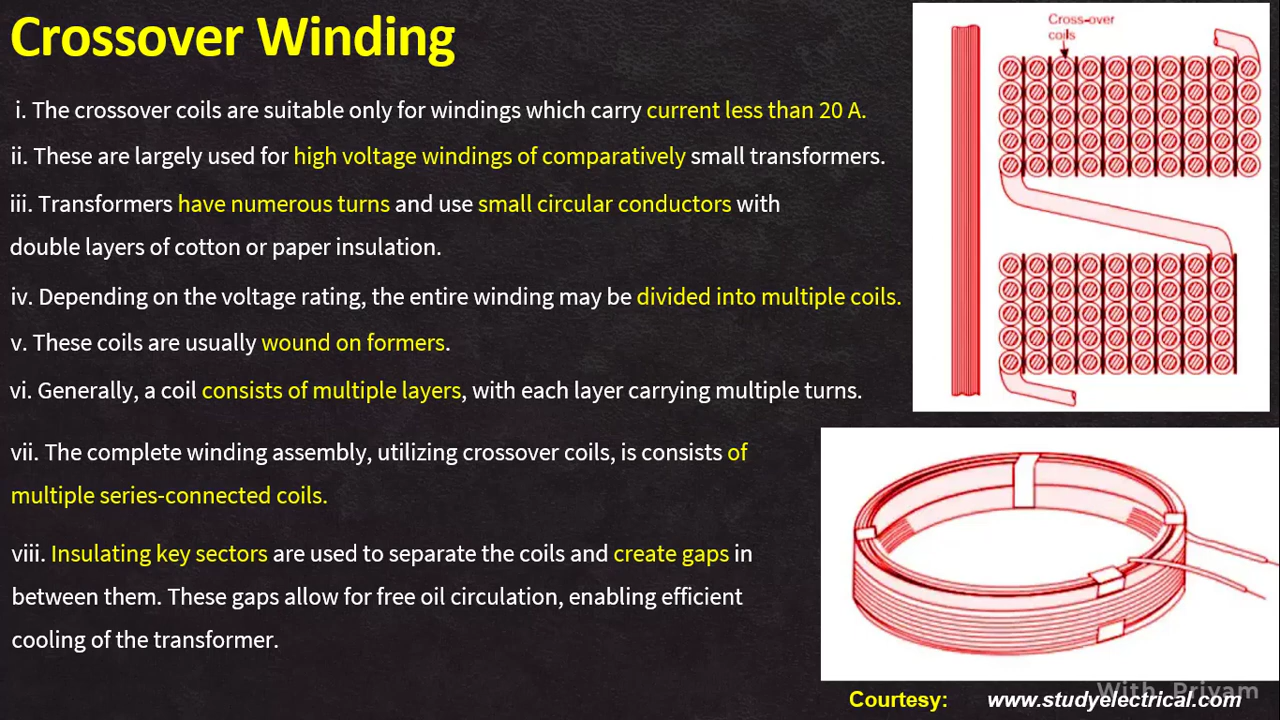 Crossover Winding
Cross-over
coils
i. The crossover coils are suitable only for windings which carry current less than 20 A.
ii. These are largely used for high voltage windings of comparatively small transformers.
iii. Transformers have numerous turns and use small circular conductors with
double layers of cotton or paper insulation.
iv. Depending on the voltage rating, the entire winding may be divided into multiple coils.
v. These coils are usually wound on formers.
vi. Generally, a coil consists of multiple layers, with each layer carrying multiple turns.
vii. The complete winding assembly, utilizing crossover coils, is consists of
multiple series-connected coils.
viii. Insulating key sectors are used to separate the coils and create gaps in
between them. These gaps allow for free oil circulation, enabling efficient
cooling of the transformer.
With Priyam
Courtesy: www.studyelectrical.com